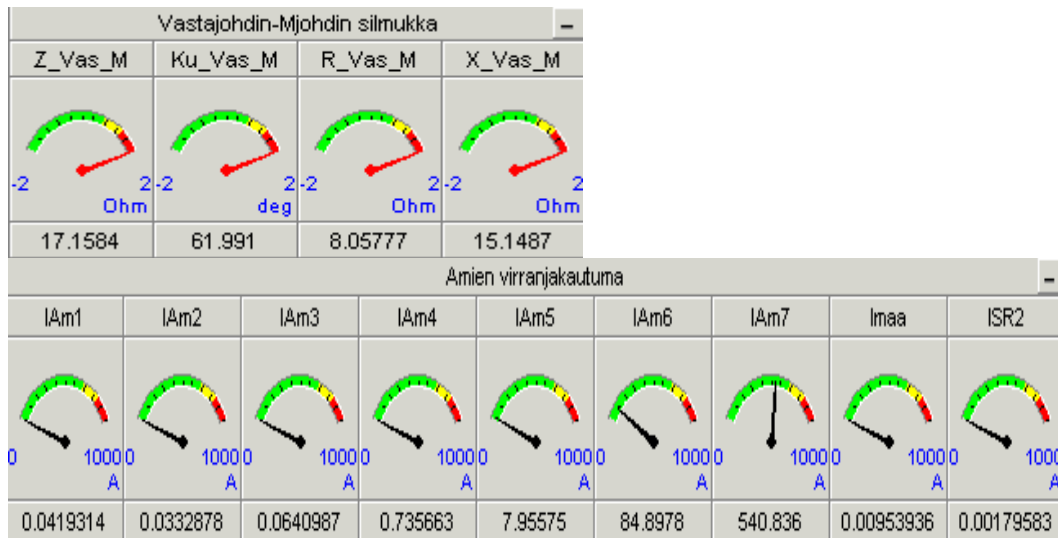 Vastajohdin-Mjohdin silmukka
Z_Vas_M Ku_Vas_M R_Vas_M X_Vas_M
-2 2 -2 2 -2 2 -2 2
Ohm deg Ohm Ohm
17.1584 61.991 8.05777 15.1487
Amien virranjakautuma
IAm1 IAm2 IAm3 IAm4 IAm5 IAm6 IAm7 Imaa ISR2
0 1000 0 1000 0 1000 0 1000 0 1000 0 1000 0 1000 0 1000 0 1000
A A A A A A A A A
0.0419314 0.0332878 0.0640987 0.735663 7.95575 84.8978 540.836 0.00953936 0.00179583